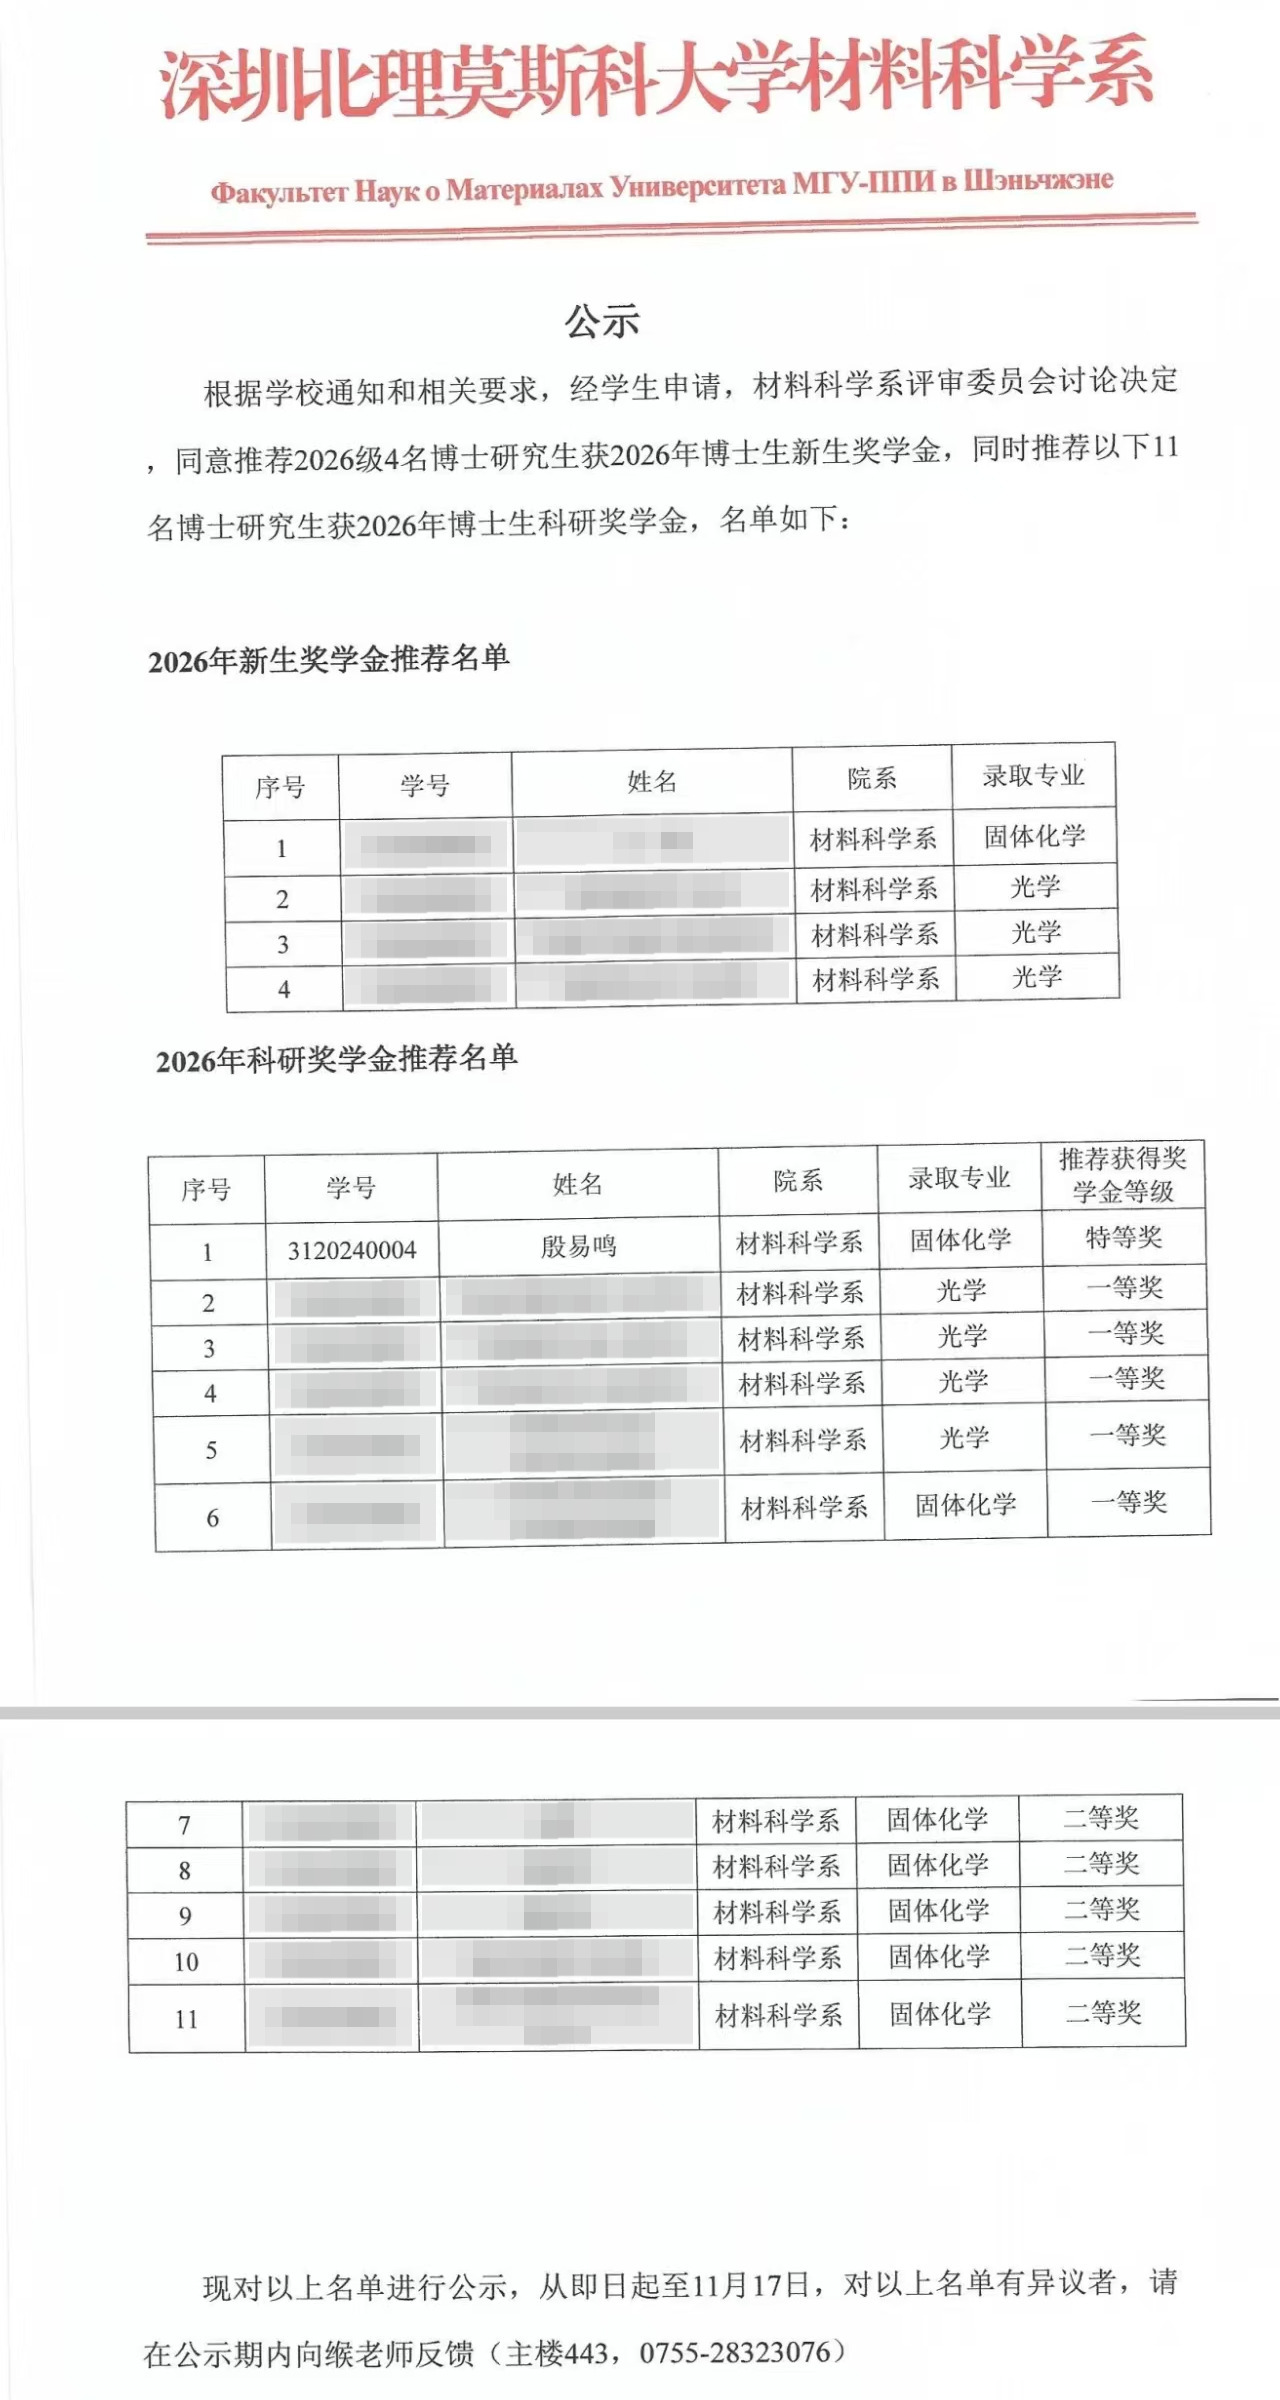 深圳北理莫斯科大学材料科学系
Факультет Наук о Материалах Университета МГУ-ППИ в Шэньчжэне
公示
根据学校通知和相关要求，经学生申请，材料科学系评审委员会讨论决定
，同意推荐2026级4名博士研究生获2026年博士生新生奖学金，同时推荐以下11
名博士研究生获2026年博士生科研奖学金，名单如下：
2026年新生奖学金推荐名单
序号 学号 姓名 院系 录取专业
1 材料科学系 固体化学
2 材料科学系 光学
3 材料科学系 光学
4 材料科学系 光学
2026年科研奖学金推荐名单
序号 学号 姓名 院系 录取专业 推荐获得奖
学金等级
1 3120240004 殷易鸣 材料科学系 固体化学 特等奖
2 材料科学系 光学 一等奖
3 材料科学系 光学 一等奖
4 材料科学系 光学 一等奖
5 材料科学系 光学 一等奖
6 材料科学系 固体化学 一等奖
7 材料科学系 固体化学 二等奖
8 材料科学系 固体化学 二等奖
9 材料科学系 固体化学 二等奖
10 材料科学系 固体化学 二等奖
11 材料科学系 固体化学 二等奖
现对以上名单进行公示，从即日起至11月17日，对以上名单有异议者，请
在公示期内向缑老师反馈（主楼443，0755-28323076）